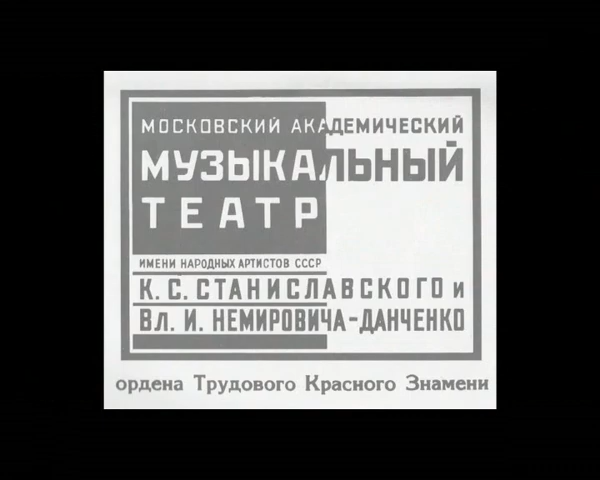 МОСКОВСКИЙ АКАДЕМИЧЕСКИЙ
МУЗЫКАЛЬНЫЙ
ТЕАТР
ИМЕНИ НАРОДНЫХ АРТИСТОВ СССР
К. С. СТАНИСЛАВСКОГО и
Вл. И. НЕМИРОВИЧА-ДАНЧЕНКО
ордена Трудового Красного Знамени